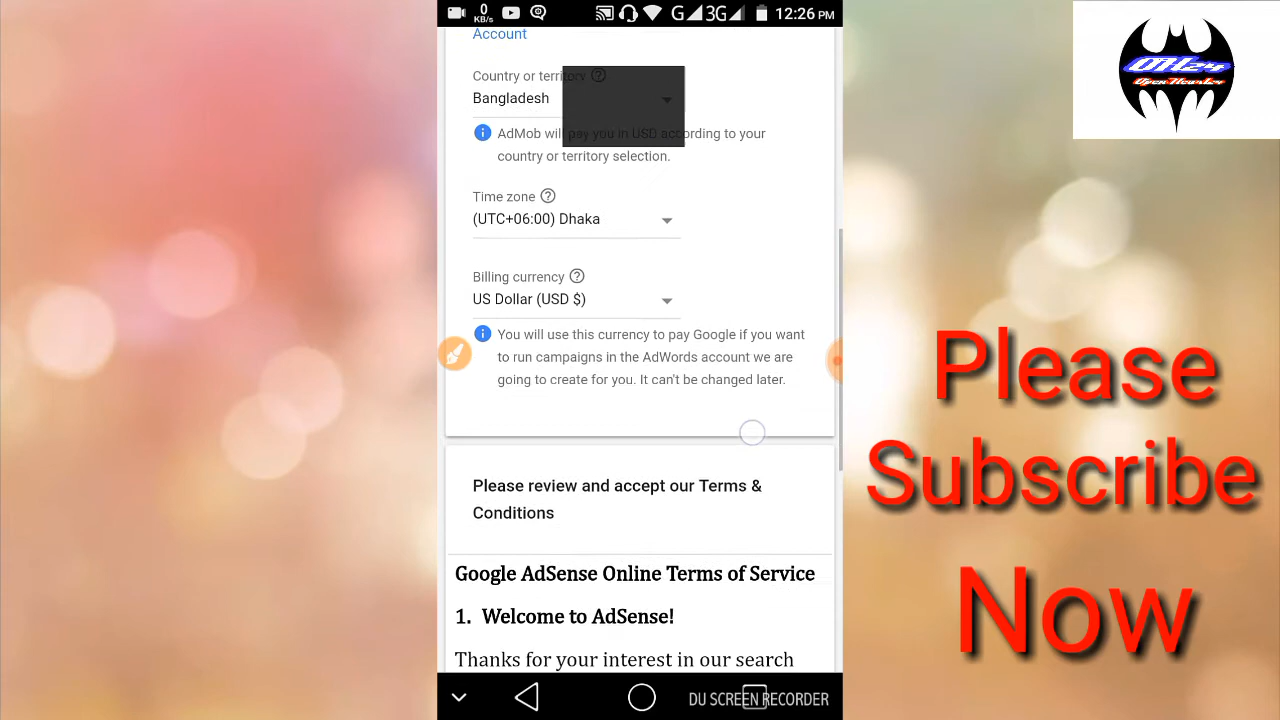 0
KB/s
G 3G 12:26 PM
Account
Country or territory
Bangladesh
AdMob will pay you in USD according to your
country or territory selection.
Time zone
(UTC+06:00) Dhaka
Billing currency
US Dollar (USD $)
You will use this currency to pay Google if you want
to run campaigns in the AdWords account we are
going to create for you. It can't be changed later.
Please review and accept our Terms &
Conditions
Google AdSense Online Terms of Service
1. Welcome to AdSense!
Thanks for your interest in our search
DU SCREEN RECORDER
Please
Subscribe
Now